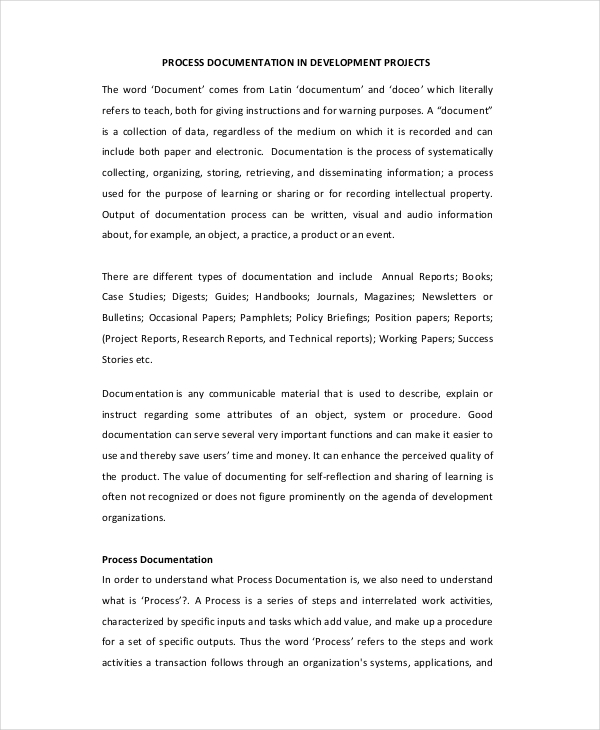 PROCESS DOCUMENTATION IN DEVELOPMENT PROJECTS
The word ‘Document’ comes from Latin ‘documentum’ and ‘doceo’ which literally
refers to teach, both for giving instructions and for warning purposes. A “document”
is a collection of data, regardless of the medium on which it is recorded and can
include both paper and electronic. Documentation is the process of systematically
collecting, organizing, storing, retrieving, and disseminating information; a process
used for the purpose of learning or sharing or for recording intellectual property.
Output of documentation process can be written, visual and audio information
about, for example, an object, a practice, a product or an event.
There are different types of documentation and include Annual Reports; Books;
Case Studies; Digests; Guides; Handbooks; Journals, Magazines; Newsletters or
Bulletins; Occasional Papers; Pamphlets; Policy Briefings; Position papers; Reports;
(Project Reports, Research Reports, and Technical reports); Working Papers; Success
Stories etc.
Documentation is any communicable material that is used to describe, explain or
instruct regarding some attributes of an object, system or procedure. Good
documentation can serve several very important functions and can make it easier to
use and thereby save users’ time and money. It can enhance the perceived quality of
the product. The value of documenting for self-reflection and sharing of learning is
often not recognized or does not figure prominently on the agenda of development
organizations.
Process Documentation
In order to understand what Process Documentation is, we also need to understand
what is ‘Process’?. A Process is a series of steps and interrelated work activities,
characterized by specific inputs and tasks which add value, and make up a procedure
for a set of specific outputs. Thus the word ‘Process’ refers to the steps and work
activities a transaction follows through an organization's systems, applications, and